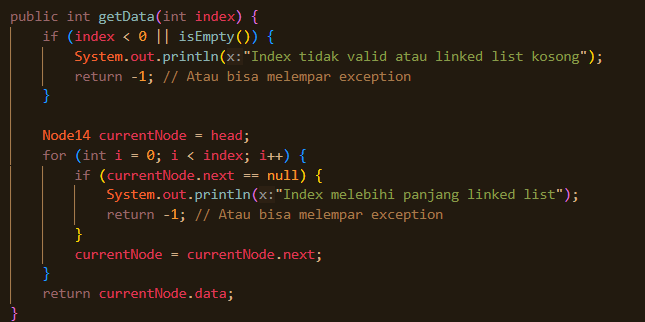 public int getData(int index) {
if (index < 0 || isEmpty()) {
System.out.println(x:"Index tidak valid atau linked list kosong");
return -1; // Atau bisa melempar exception
}
Node14 currentNode = head;
for (int i = 0; i < index; i++) {
if (currentNode.next == null) {
System.out.println(x:"Index melebihi panjang linked list");
return -1; // Atau bisa melempar exception
}
currentNode = currentNode.next;
}
return currentNode.data;
}